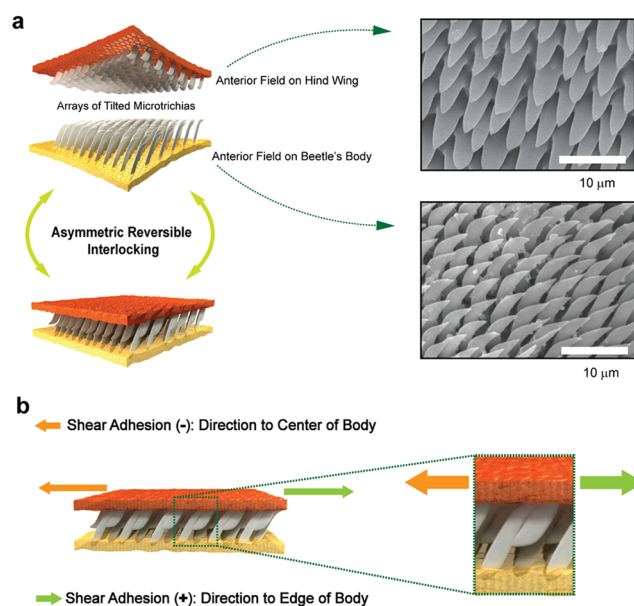 a
Anterior Field on Hind Wing
Arrays of Tilted Microtrichias
Anterior Field on Beetle's Body
10 μm
Asymmetric Reversible
Interlocking
10 μm
b
Shear Adhesion (-): Direction to Center of Body
Shear Adhesion (+): Direction to Edge of Body